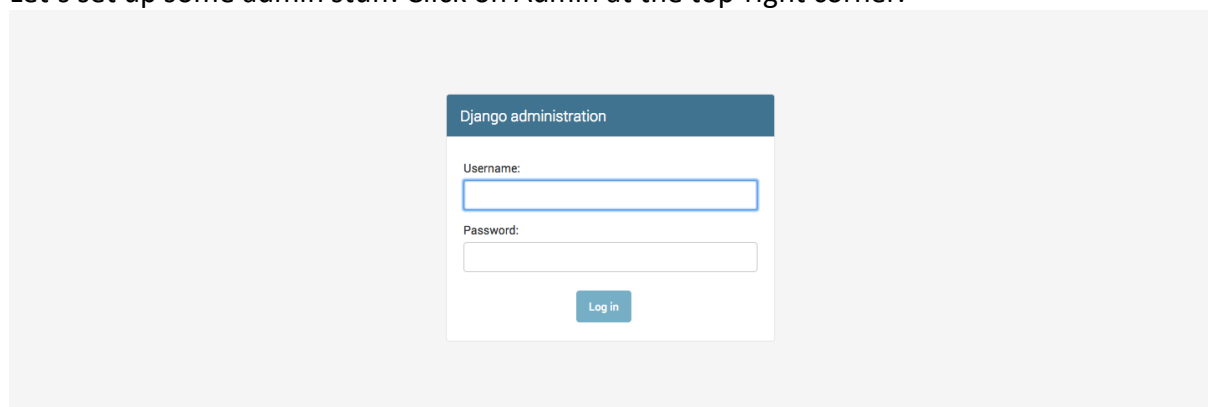 Let's set up some admin stuff. Click on Admin at the top-right corner.
Django administration
Username:
Password:
Log in